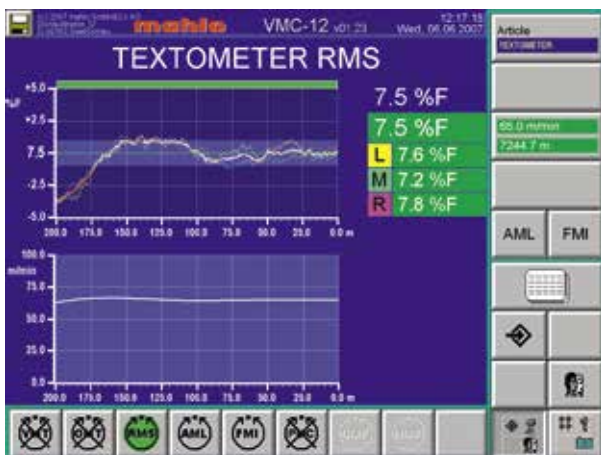 mahlo
VMC-12 v01.23
12:17:15
Wed, 06.06.2007
TEXTOMETER RMS
Article
TEXTOMETER
%F
+5.0
+2.5
7.5
-2.5
-5.0
200.0 175.0 150.0 125.0 100.0 75.0 50.0 25.0 0.0 m
7.5 %F
7.5 %F
L 7.6 %F
M 7.2 %F
R 7.8 %F
65.0 m/min
7244.7 m
AML FMI
100.0
m/min
75.0
50.0
25.0
0.0
200.0 175.0 150.0 125.0 100.0 75.0 50.0 25.0 0.0 m
RMS AML FMI